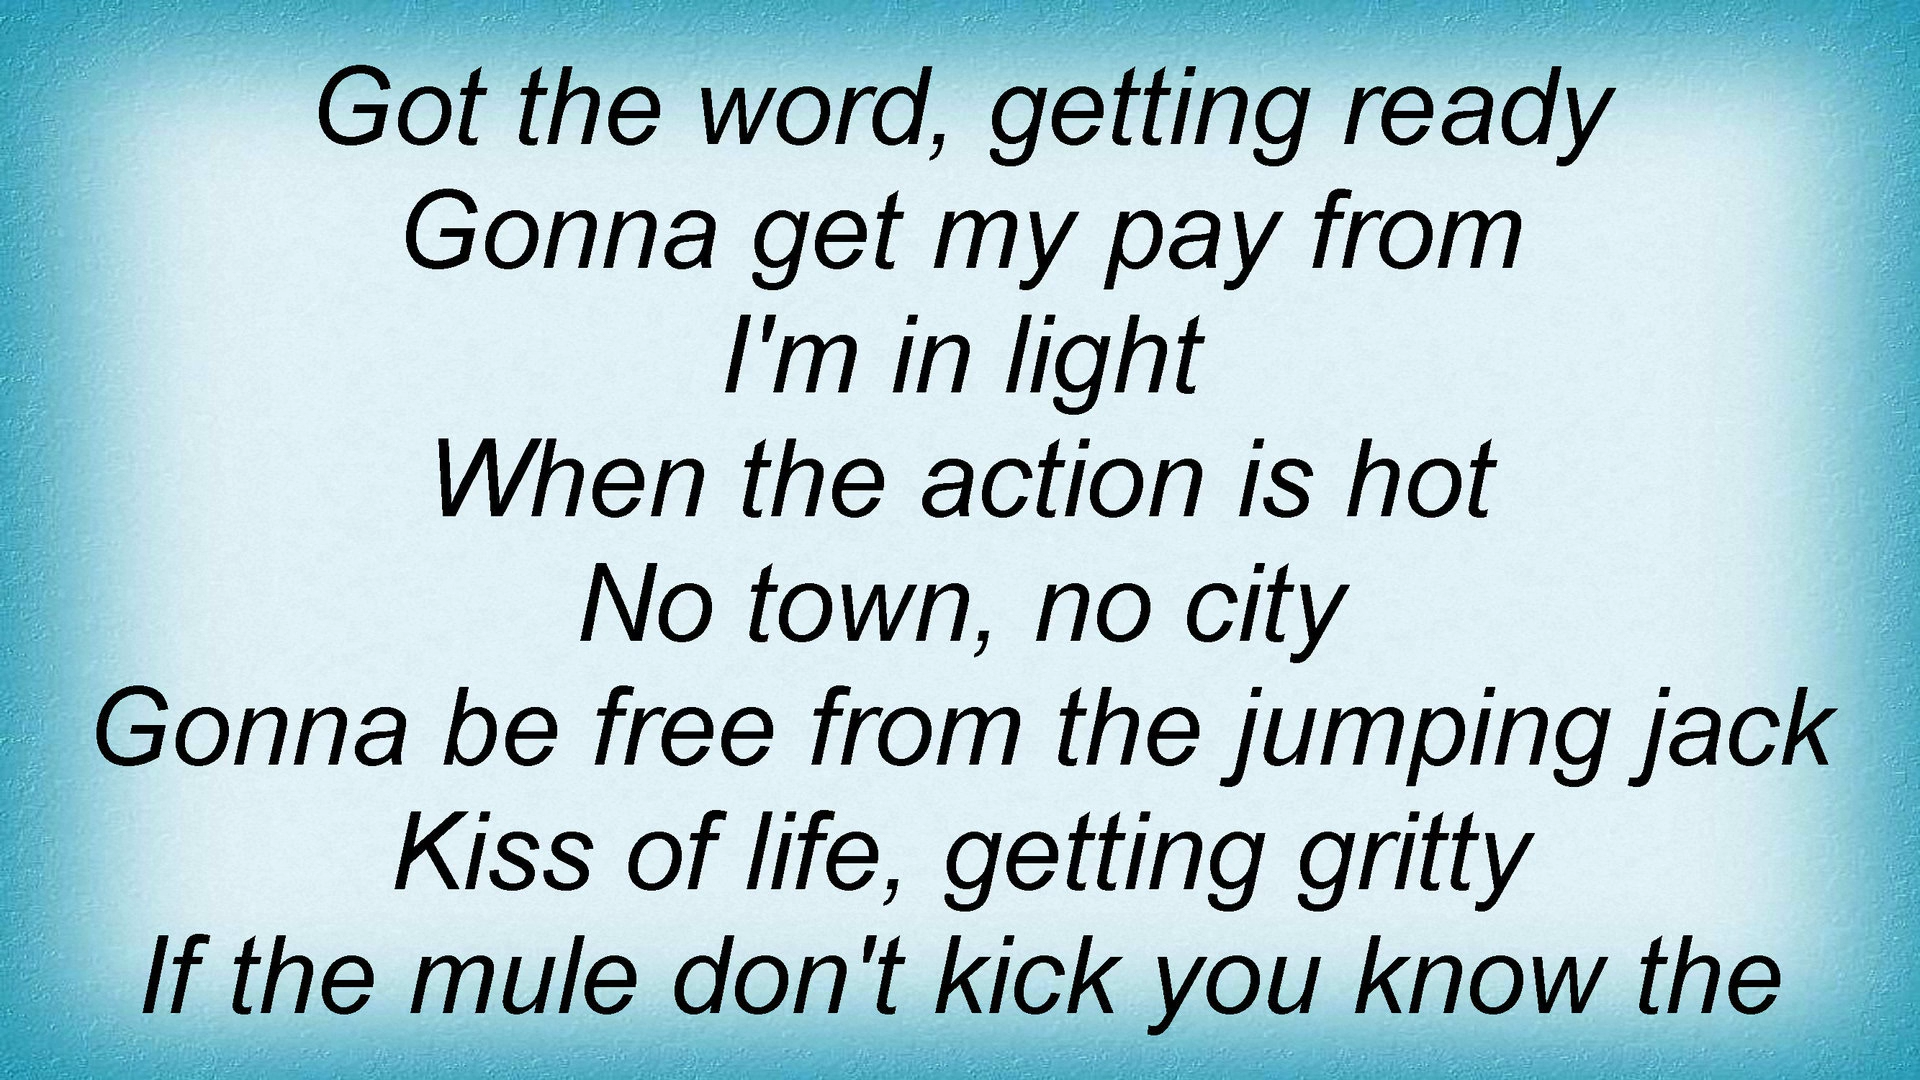 Got the word, getting ready
Gonna get my pay from
I'm in light
When the action is hot
No town, no city
Gonna be free from the jumping jack
Kiss of life, getting gritty
If the mule don't kick you know the